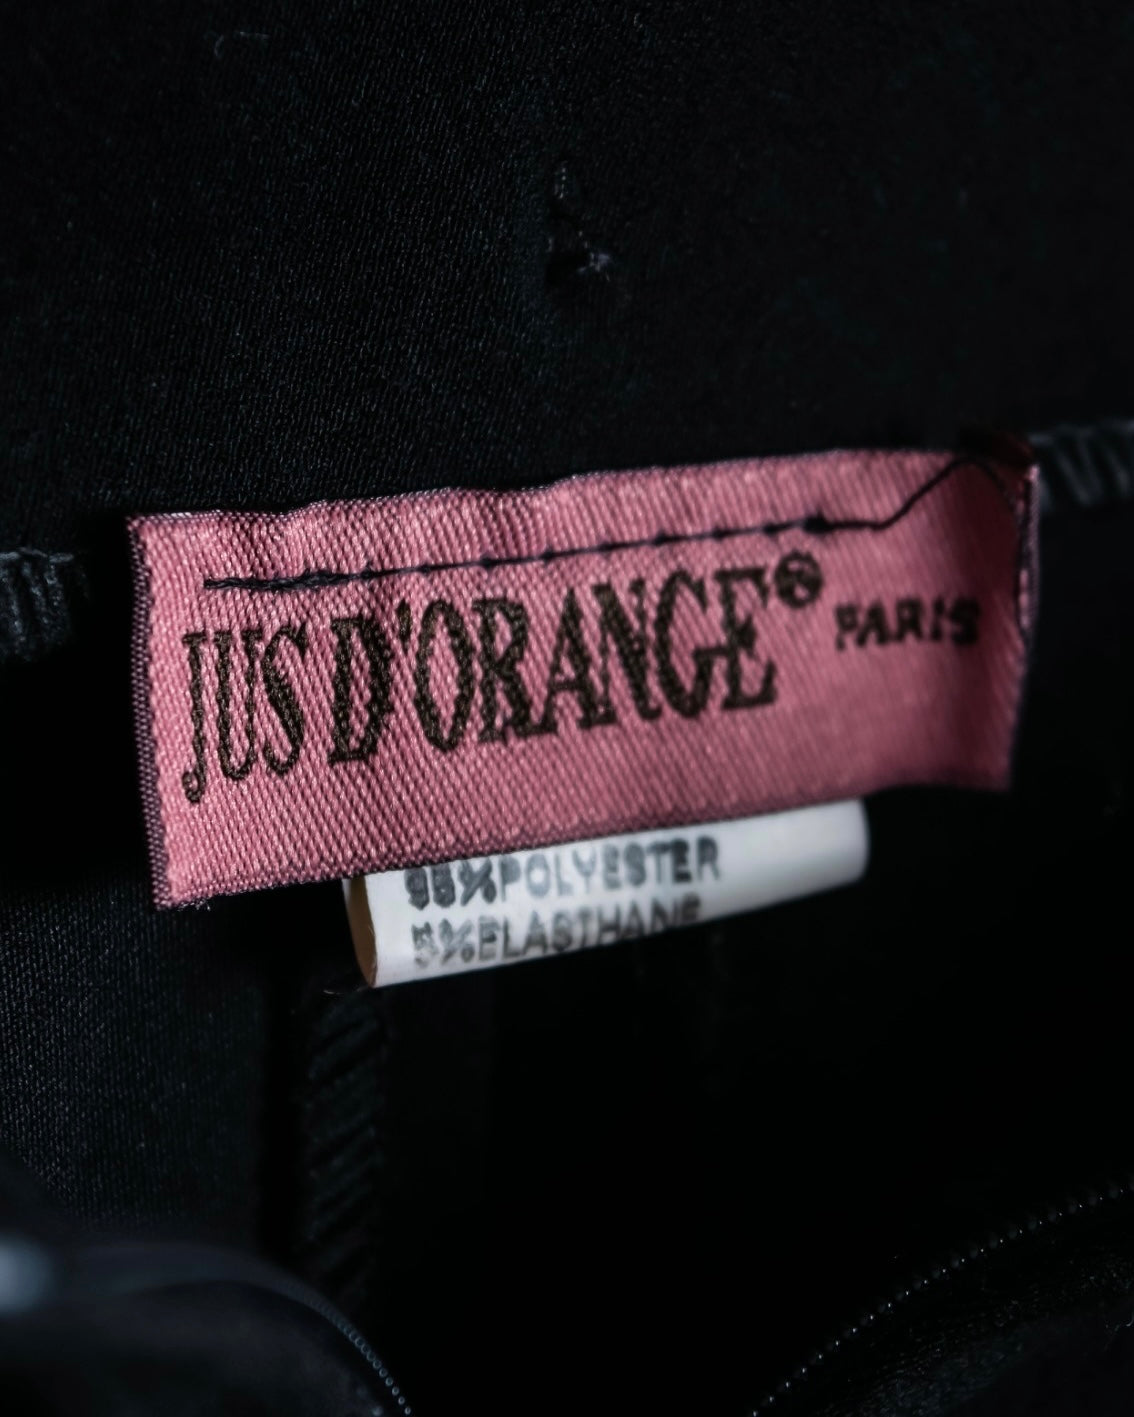 JUS D'ORANGE® PARIS
95%POLYESTER
5%ELASTHANE